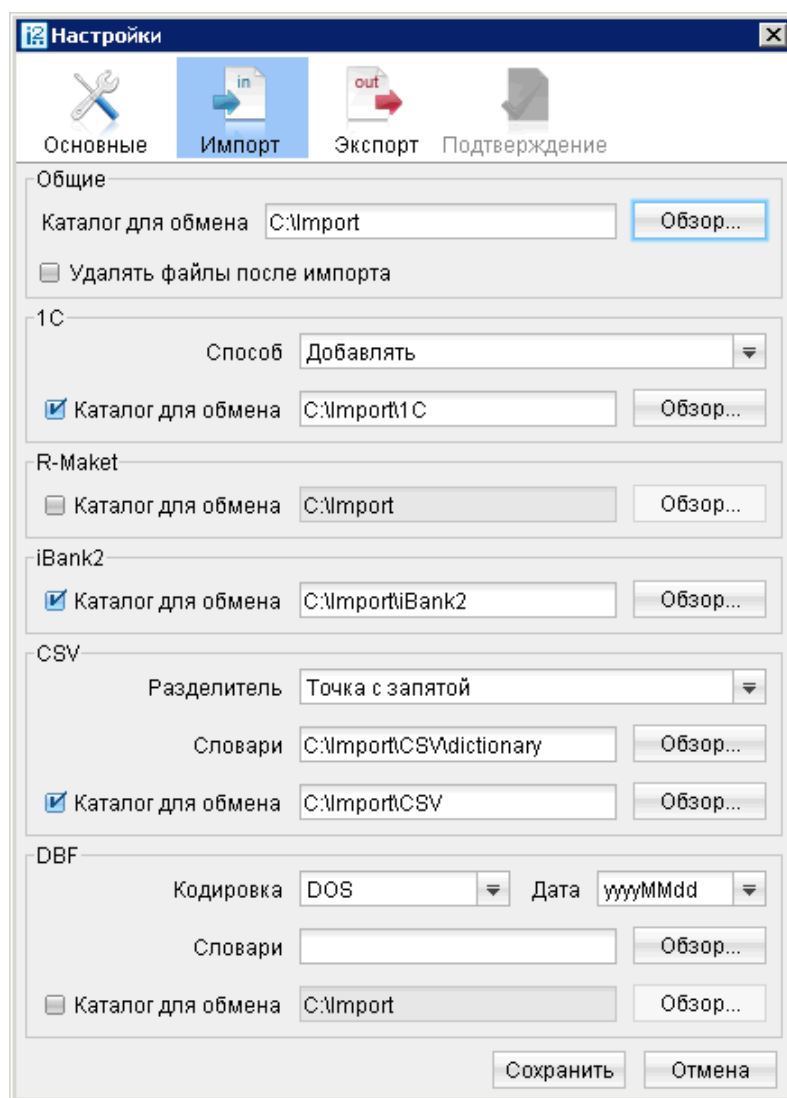 Настройки
in
out
Основные Импорт Экспорт Подтверждение
Общие
Каталог для обмена C:\Import Обзор...
Удалять файлы после импорта
1C
Способ Добавлять
Каталог для обмена C:\Import\1C Обзор...
R-Maket
Каталог для обмена C:\Import Обзор...
iBank2
Каталог для обмена C:\Import\iBank2 Обзор...
CSV
Разделитель Точка с запятой
Словари C:\Import\CSV\dictionary Обзор...
Каталог для обмена C:\Import\CSV Обзор...
DBF
Кодировка DOS Дата yyyyMMdd
Словари Обзор...
Каталог для обмена C:\Import Обзор...
Сохранить Отмена